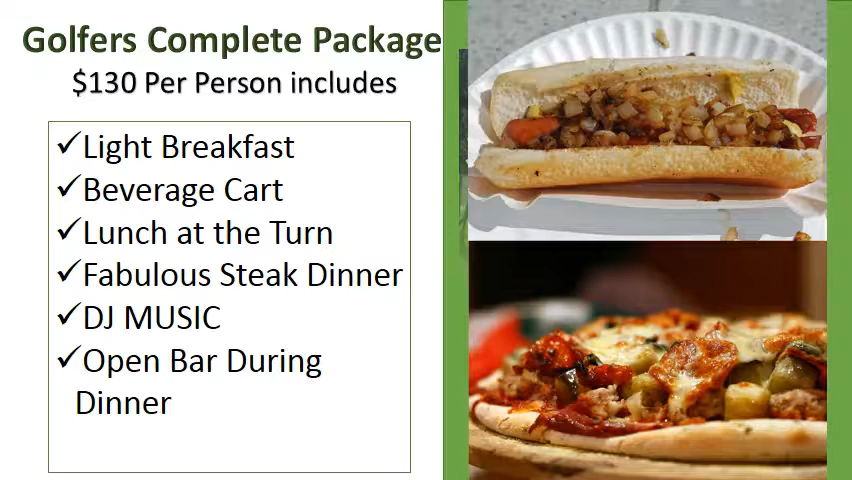 Golfers Complete Package
$130 Per Person includes
✓Light Breakfast
✓Beverage Cart
✓Lunch at the Turn
✓Fabulous Steak Dinner
✓DJ MUSIC
✓Open Bar During
Dinner